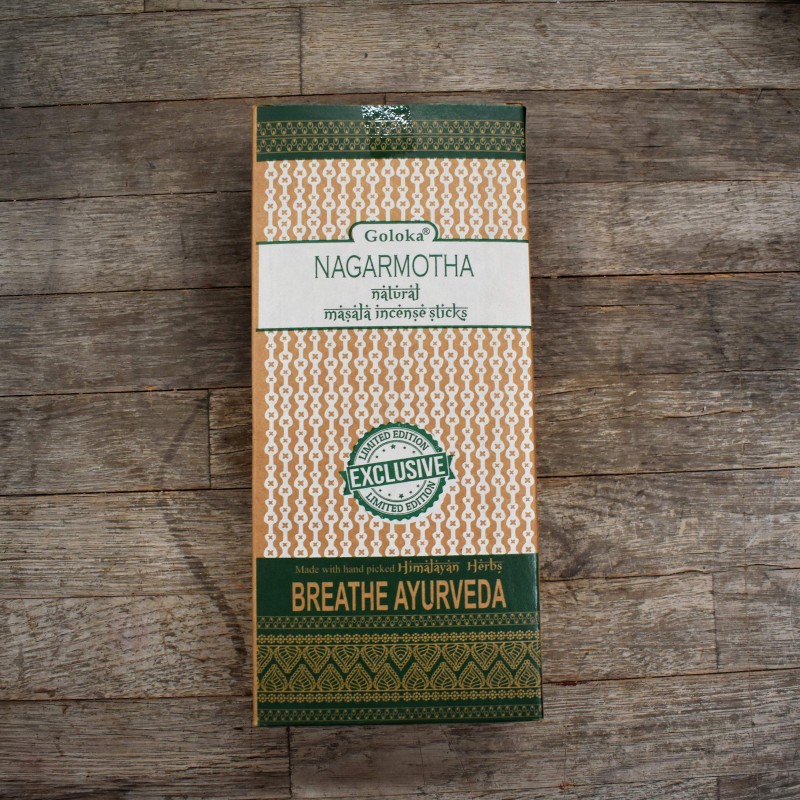 Goloka®
NAGARMOTHA
natural
masala incense sticks
LIMITED EDITION
EXCLUSIVE
LIMITED EDITION
Made with hand picked Himalayan Herbs
BREATHE AYURVEDA